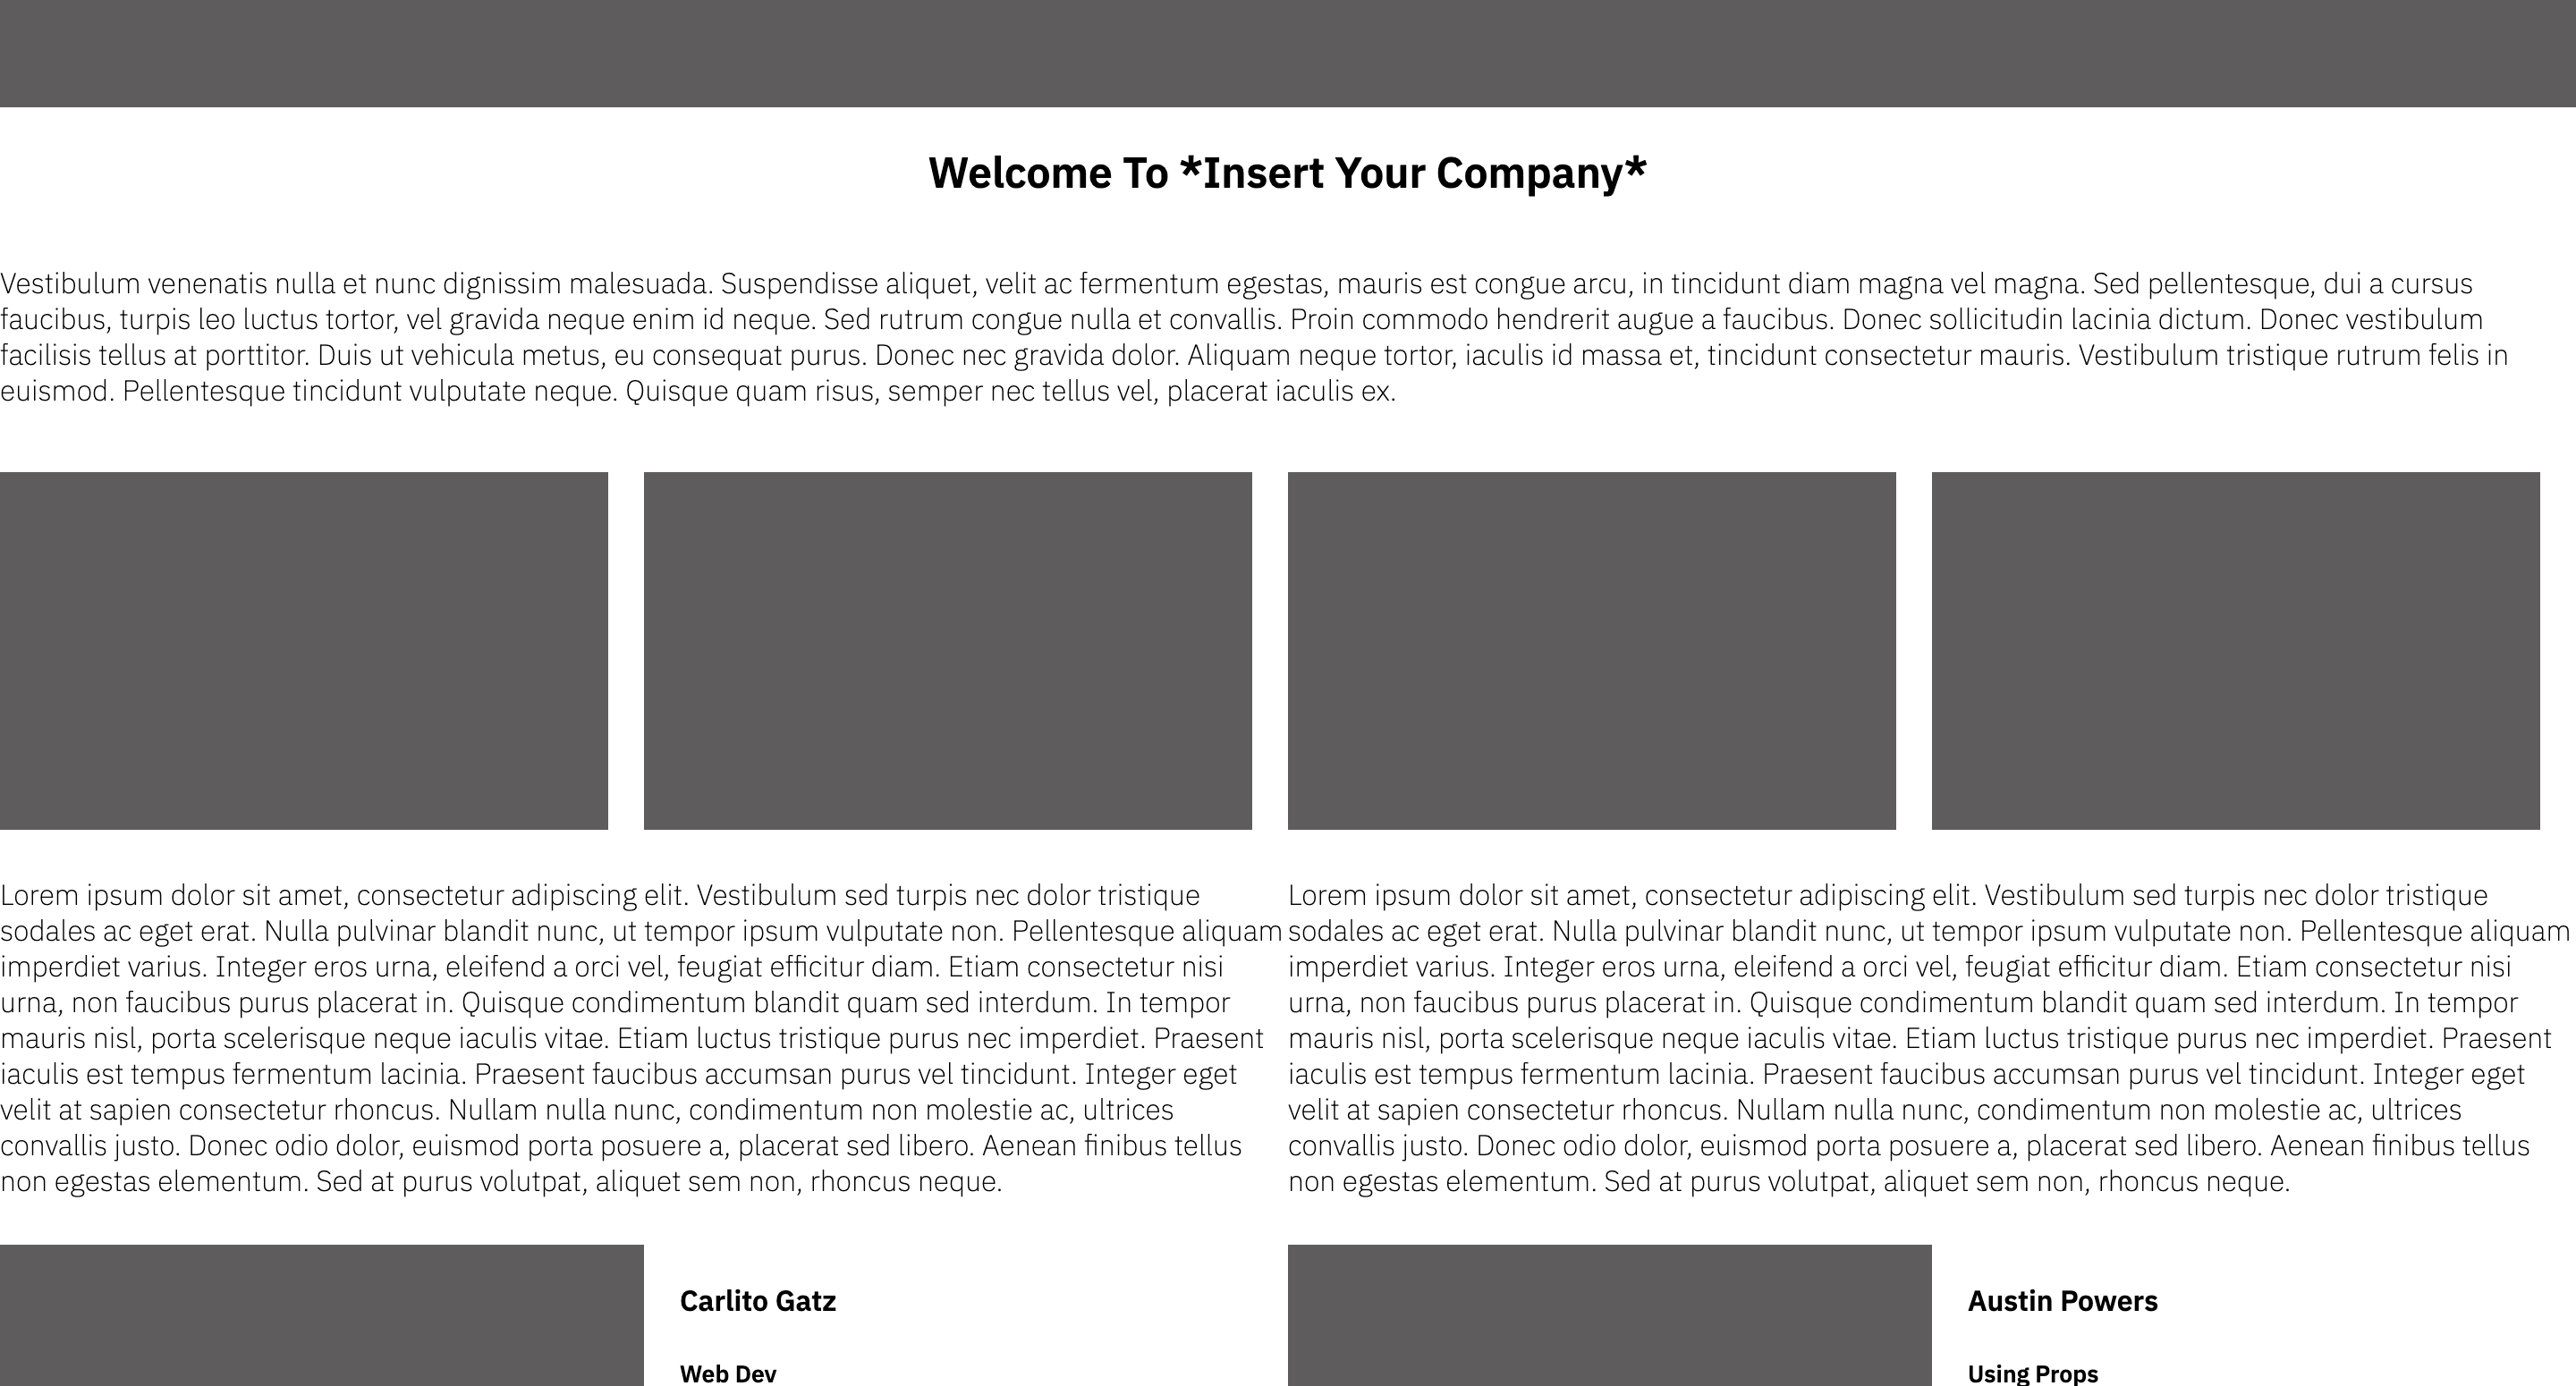 Welcome To *Insert Your Company*
Vestibulum venenatis nulla et nunc dignissim malesuada. Suspendisse aliquet, velit ac fermentum egestas, mauris est congue arcu, in tincidunt diam magna vel magna. Sed pellentesque, dui a cursus
faucibus, turpis leo luctus tortor, vel gravida neque enim id neque. Sed rutrum congue nulla et convallis. Proin commodo hendrerit augue a faucibus. Donec sollicitudin lacinia dictum. Donec vestibulum
facilisis tellus at porttitor. Duis ut vehicula metus, eu consequat purus. Donec nec gravida dolor. Aliquam neque tortor, iaculis id massa et, tincidunt consectetur mauris. Vestibulum tristique rutrum felis in
euismod. Pellentesque tincidunt vulputate neque. Quisque quam risus, semper nec tellus vel, placerat iaculis ex.
Lorem ipsum dolor sit amet, consectetur adipiscing elit. Vestibulum sed turpis nec dolor tristique
sodales ac eget erat. Nulla pulvinar blandit nunc, ut tempor ipsum vulputate non. Pellentesque aliquam
imperdiet varius. Integer eros urna, eleifend a orci vel, feugiat efficitur diam. Etiam consectetur nisi
urna, non faucibus purus placerat in. Quisque condimentum blandit quam sed interdum. In tempor
mauris nisl, porta scelerisque neque iaculis vitae. Etiam luctus tristique purus nec imperdiet. Praesent
iaculis est tempus fermentum lacinia. Praesent faucibus accumsan purus vel tincidunt. Integer eget
velit at sapien consectetur rhoncus. Nullam nulla nunc, condimentum non molestie ac, ultrices
convallis justo. Donec odio dolor, euismod porta posuere a, placerat sed libero. Aenean finibus tellus
non egestas elementum. Sed at purus volutpat, aliquet sem non, rhoncus neque.
Lorem ipsum dolor sit amet, consectetur adipiscing elit. Vestibulum sed turpis nec dolor tristique
sodales ac eget erat. Nulla pulvinar blandit nunc, ut tempor ipsum vulputate non. Pellentesque aliquam
imperdiet varius. Integer eros urna, eleifend a orci vel, feugiat efficitur diam. Etiam consectetur nisi
urna, non faucibus purus placerat in. Quisque condimentum blandit quam sed interdum. In tempor
mauris nisl, porta scelerisque neque iaculis vitae. Etiam luctus tristique purus nec imperdiet. Praesent
iaculis est tempus fermentum lacinia. Praesent faucibus accumsan purus vel tincidunt. Integer eget
velit at sapien consectetur rhoncus. Nullam nulla nunc, condimentum non molestie ac, ultrices
convallis justo. Donec odio dolor, euismod porta posuere a, placerat sed libero. Aenean finibus tellus
non egestas elementum. Sed at purus volutpat, aliquet sem non, rhoncus neque.
Carlito Gatz
Web Dev
Austin Powers
Using Props